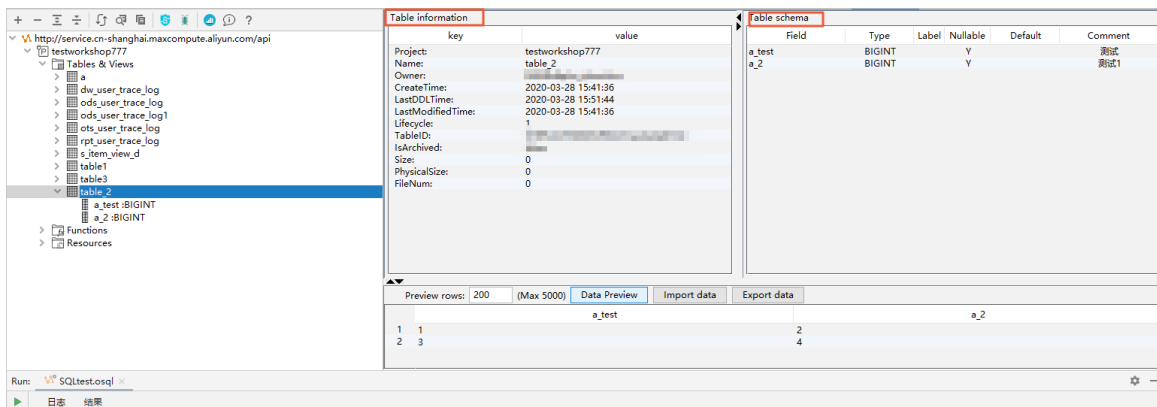 http://service.cn-shanghai.maxcompute.aliyun.com/api
testworkshop777
Tables & Views
a
dw_user_trace_log
ods_user_trace_log
ods_user_trace_log1
ots_user_trace_log
rpt_user_trace_log
s_item_view_d
table1
table3
table_2
a_test :BIGINT
a_2 :BIGINT
Functions
Resources
Table information
key value
Project: testworkshop777
Name: table_2
Owner:
CreateTime: 2020-03-28 15:41:36
LastDDLTime: 2020-03-28 15:51:44
LastModifiedTime: 2020-03-28 15:41:36
Lifecycle: 1
TableID:
IsArchived:
Size: 0
PhysicalSize: 0
FileNum: 0
Table schema
Field Type Label Nullable Default Comment
a_test BIGINT Y 测试
a_2 BIGINT Y 测试1
Preview rows: 200 (Max 5000) Data Preview Import data Export data
a_test a_2
1 1 2
2 3 4
Run: SQLtest.osql
日志 结果